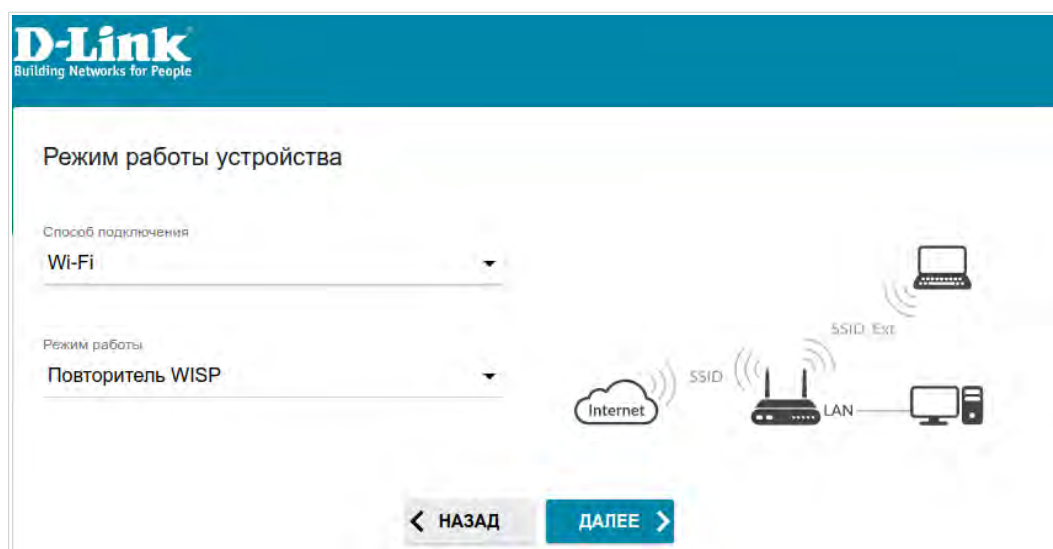 D-Link
Building Networks for People
Режим работы устройства
Способ подключения
Wi-Fi
Режим работы
Повторитель WISP
SSID Ext
SSID
Internet
LAN
НАЗАД
ДАЛЕЕ